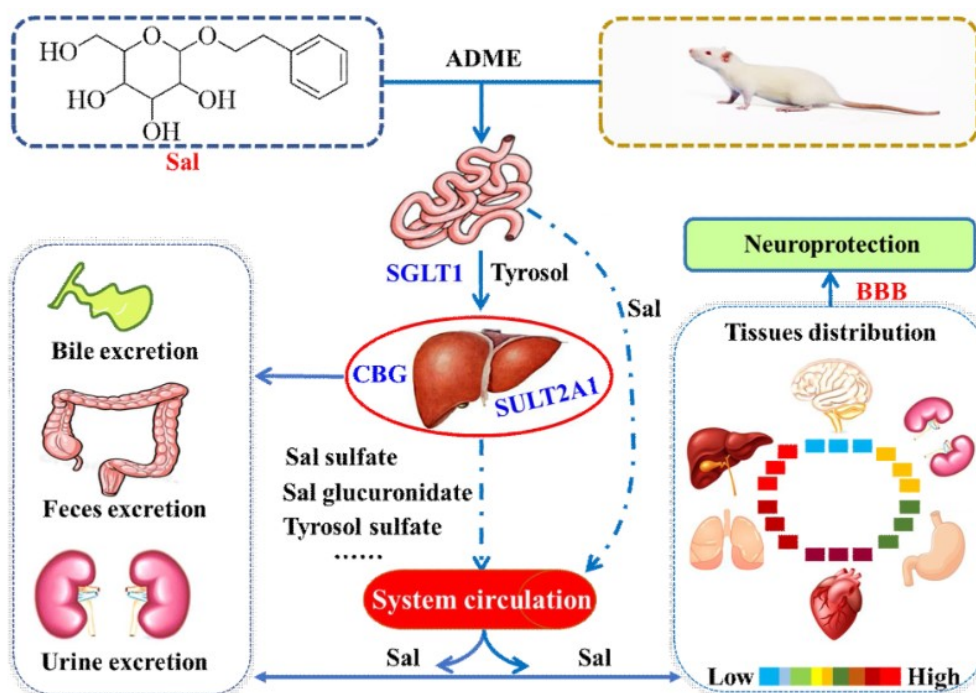 HO
O
O
HO
OH
OH
Sal
ADME
SGLT1
Tyrosol
Sal
CBG
SULT2A1
Sal sulfate
Sal glucuronidate
Tyrosol sulfate
......
System circulation
Sal
Sal
Bile excretion
Feces excretion
Urine excretion
Neuroprotection
BBB
Tissues distribution
Low
High